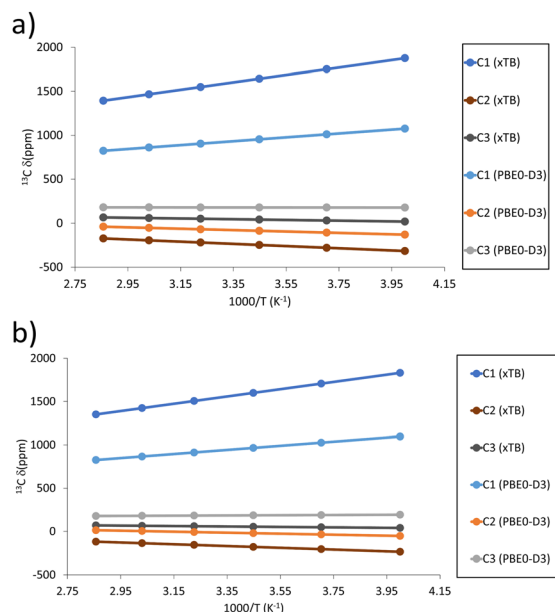 a)
2000
1500
1000
500
0
-500
¹³C δ(ppm)
2.75 2.95 3.15 3.35 3.55 3.75 3.95 4.15
1000/T (K⁻¹)
C1 (xTB)
C2 (xTB)
C3 (xTB)
C1 (PBE0-D3)
C2 (PBE0-D3)
C3 (PBE0-D3)
b)
2000
1500
1000
500
0
-500
¹³C δ(ppm)
2.75 2.95 3.15 3.35 3.55 3.75 3.95 4.15
1000/T (K⁻¹)
C1 (xTB)
C2 (xTB)
C3 (xTB)
C1 (PBE0-D3)
C2 (PBE0-D3)
C3 (PBE0-D3)